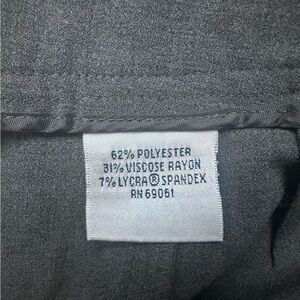 62% POLYESTER
31% VISCOSE RAYON
7% LYCRA® SPANDEX
RN 69061